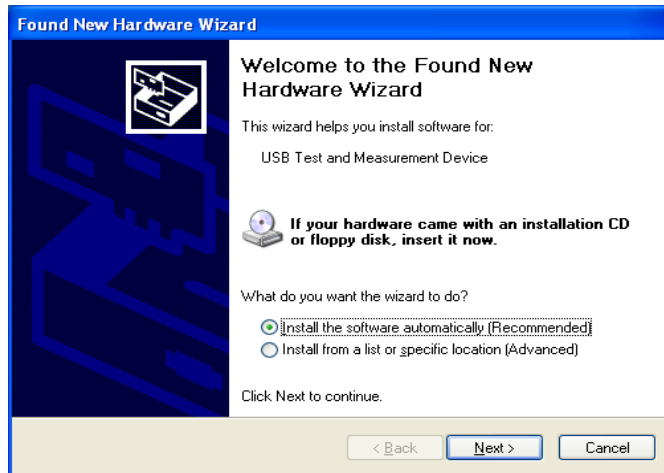 Found New Hardware Wizard
Welcome to the Found New
Hardware Wizard
This wizard helps you install software for:
USB Test and Measurement Device
If your hardware came with an installation CD
or floppy disk, insert it now.
What do you want the wizard to do?
Install the software automatically (Recommended)
Install from a list or specific location (Advanced)
Click Next to continue.
< Back
Next >
Cancel